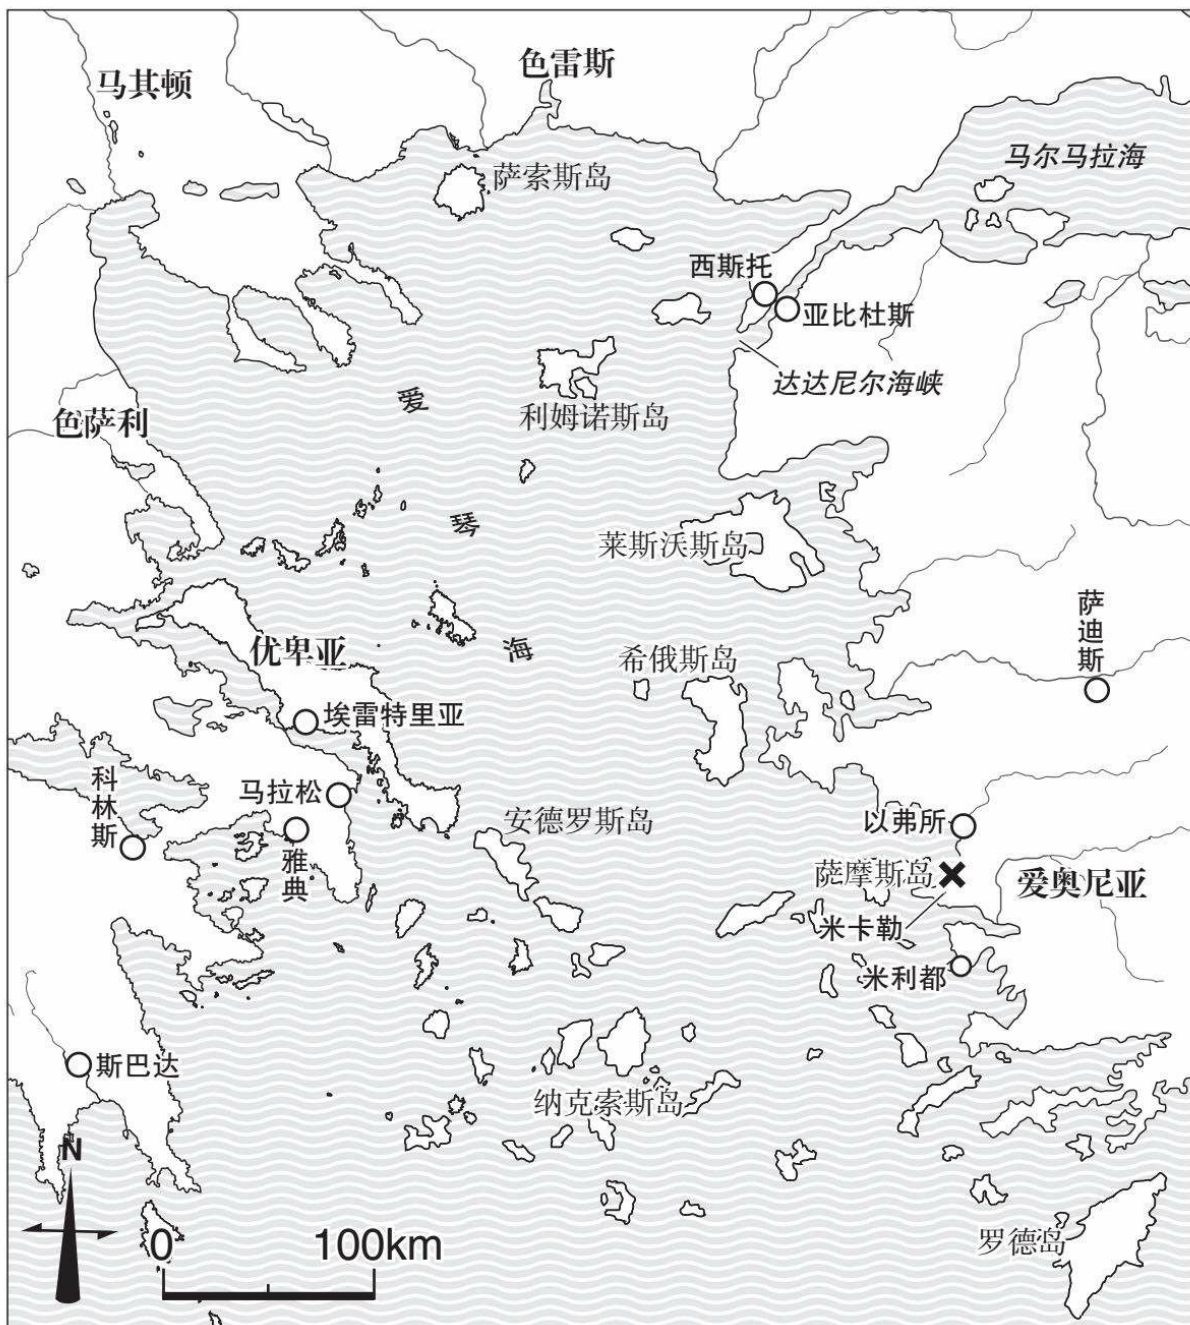 色雷斯
马其顿
马尔马拉海
萨索斯岛
西斯托
亚比杜斯
达达尼尔海峡
爱琴海
利姆诺斯岛
色萨利
莱斯沃斯岛
萨迪斯
优卑亚
希俄斯岛
埃雷特里亚
科林斯
马拉松
雅典
安德罗斯岛
以弗所
萨摩斯岛
爱奥尼亚
米卡勒
米利都
斯巴达
纳克索斯岛
N
罗德岛
0 100km